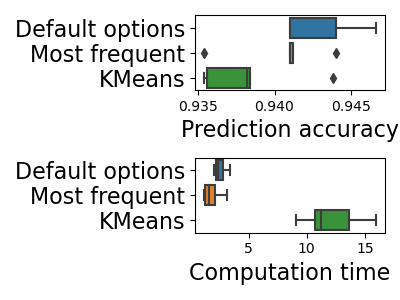 Default options
Most frequent
KMeans
0.935 0.940 0.945
Prediction accuracy
Default options
Most frequent
KMeans
5 10 15
Computation time